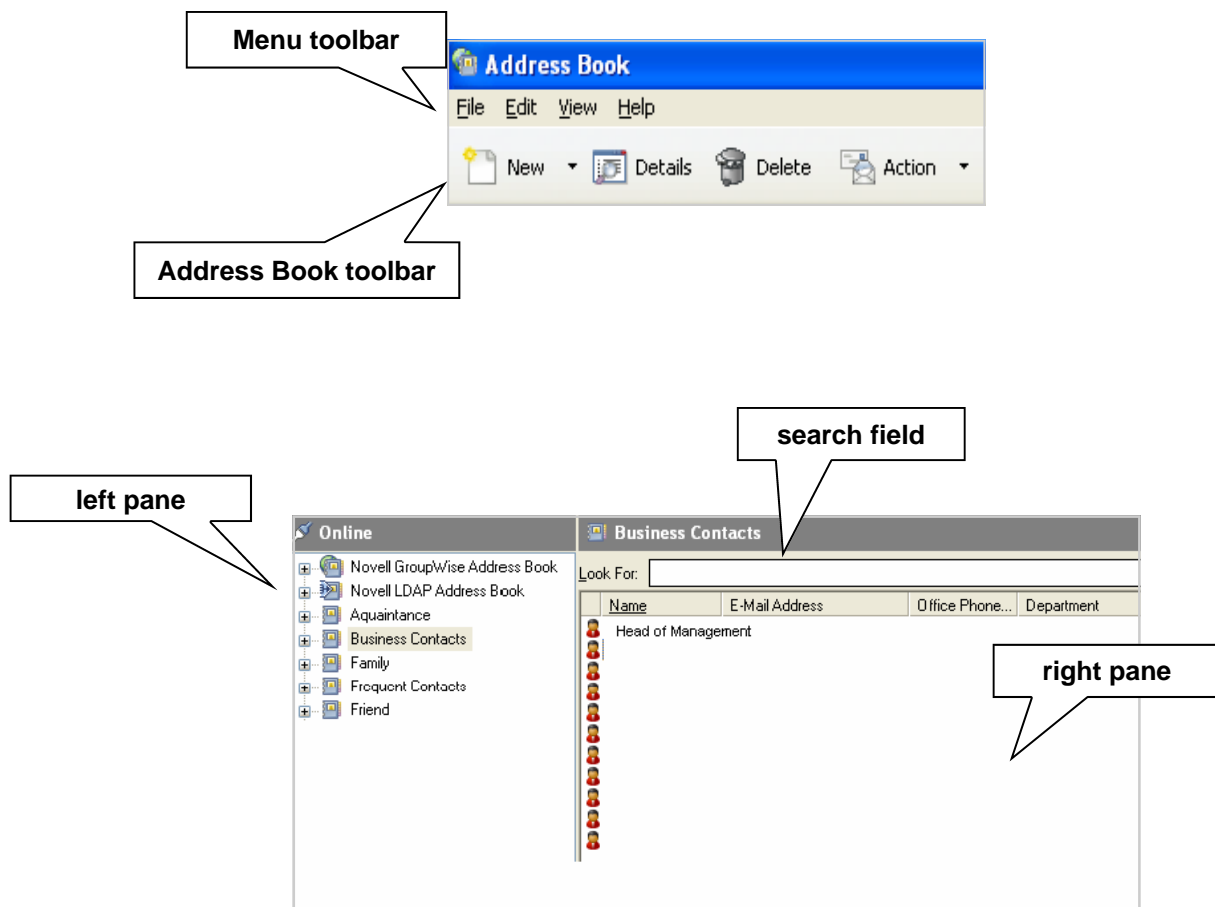 Menu toolbar
Address Book
File Edit View Help
New Details Delete Action
Address Book toolbar
search field
left pane
Online
Business Contacts
Novell GroupWise Address Book
Look For:
Novell LDAP Address Book
Name E-Mail Address Office Phone... Department
Aquaintance
Head of Management
Business Contacts
Family
right pane
Frequent Contacts
Friend